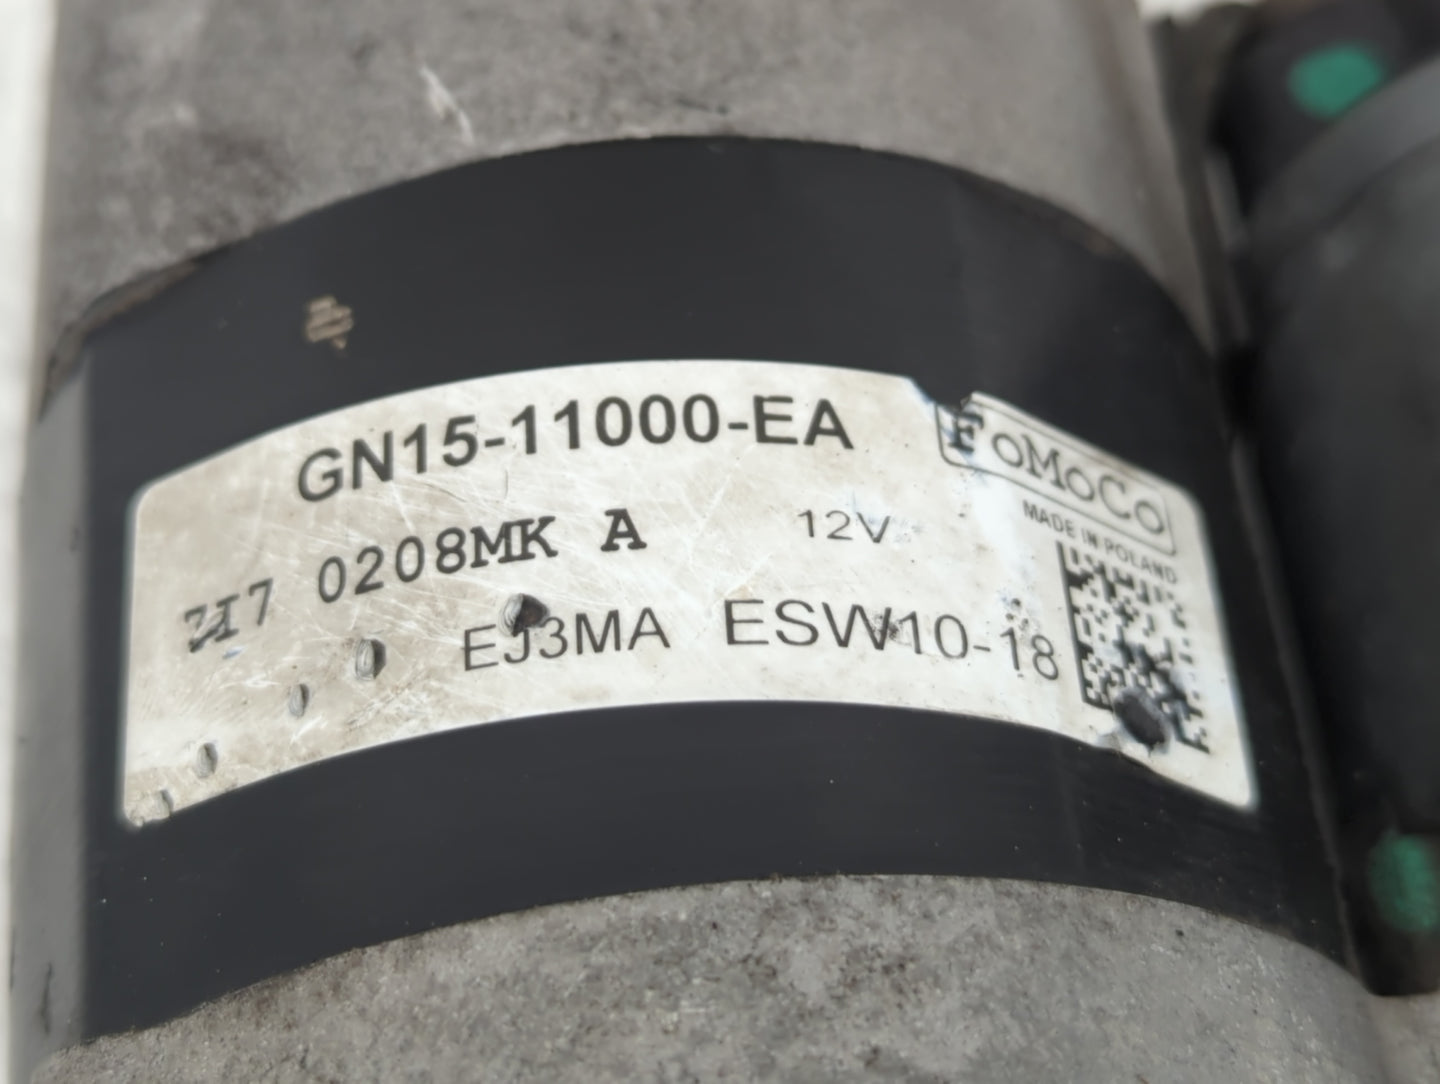 GN15-11000-EA
FoMoCo
MADE IN POLAND
0208MK A
12V
EJ3MA ESW10-18